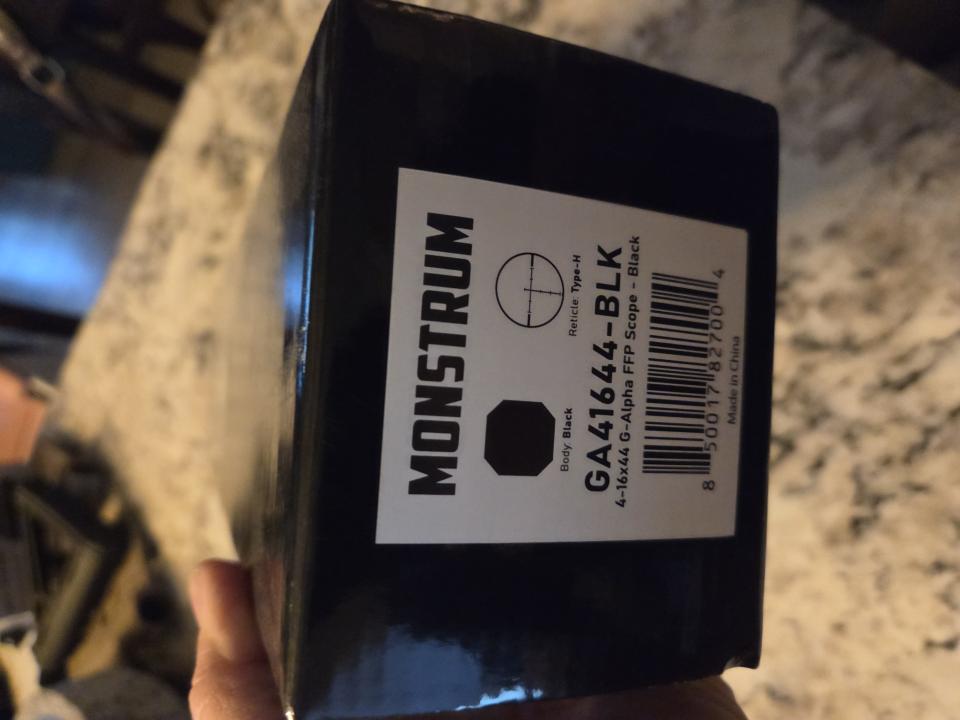 MONSTRUM
Body: Black
Reticle: Type-H
GA41644-BLK
4-16x44 G-Alpha FFP Scope - Black
8 50017 82700 4
Made in China